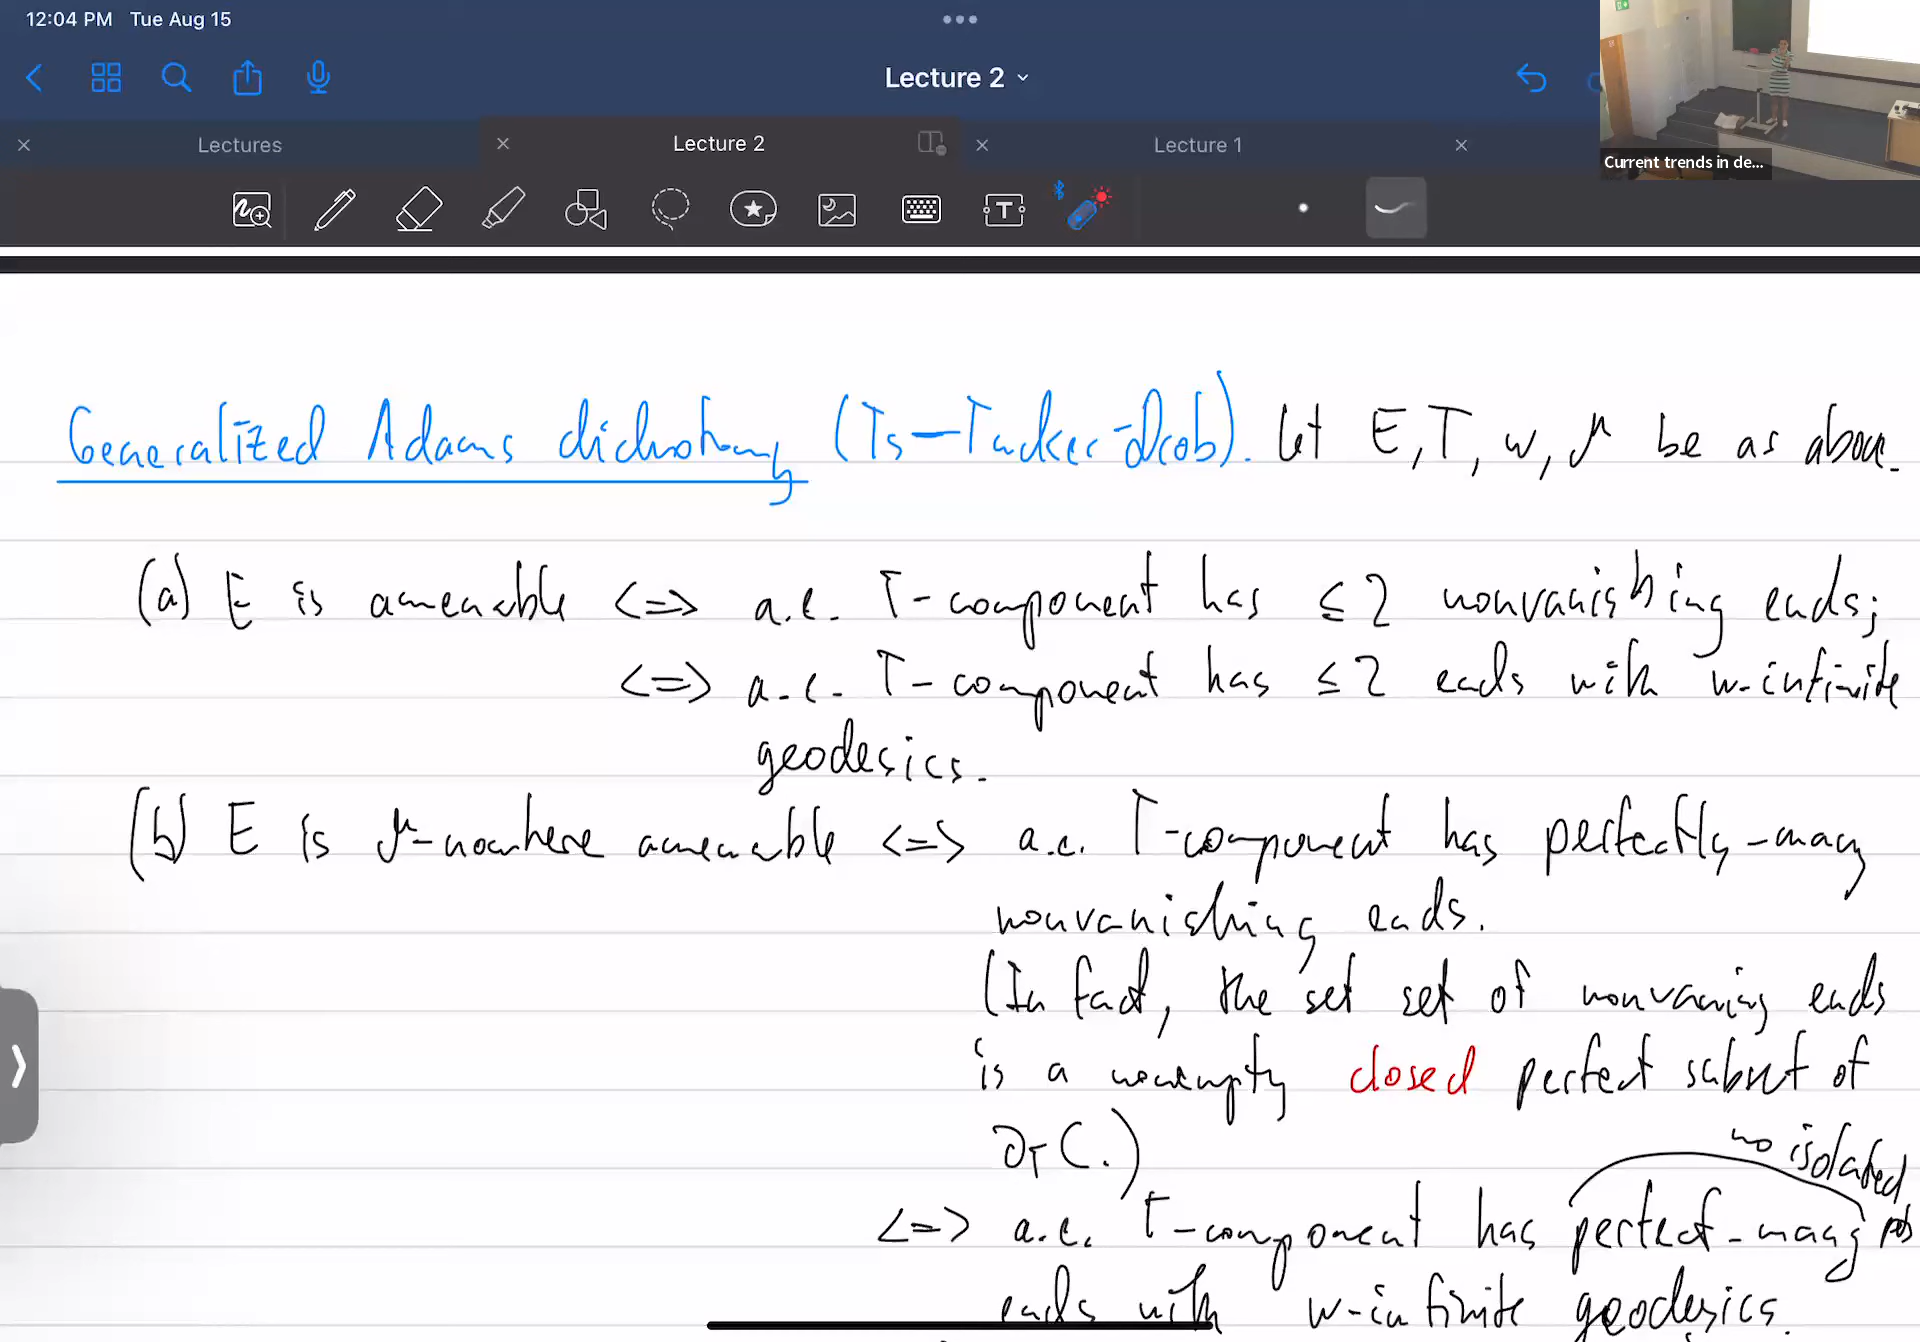 12:04 PM Tue Aug 15
Lecture 2
Lectures
Lecture 2
Lecture 1
Current trends in de...
Generalized Adams dichotomy (Ts–Tucker-Drob). Let E, T, w, μ be as above.
(a) E is amenable <=> a.e. T-component has ≤ 2 nonvanishing ends;
<=> a.e. T-component has ≤ 2 ends with w-infinite
geodesics.
(b) E is μ-nowhere amenable <=> a.e. T-component has perfectly-many
nonvanishing ends.
(In fact, the set set of nonvaning ends
is a nonempty closed perfect subset of
∂T C.)
no isolated pts
<=> a.e. T-component has perfect-many
ends with w-infinite geodesics.